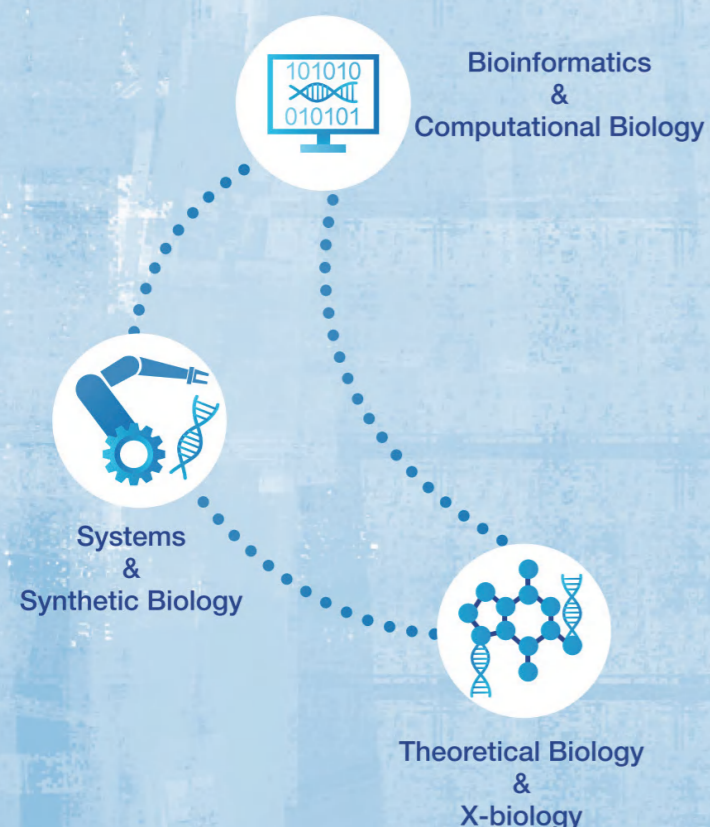 101010
010101
Bioinformatics
&
Computational Biology
Systems
&
Synthetic Biology
Theoretical Biology
&
X-biology